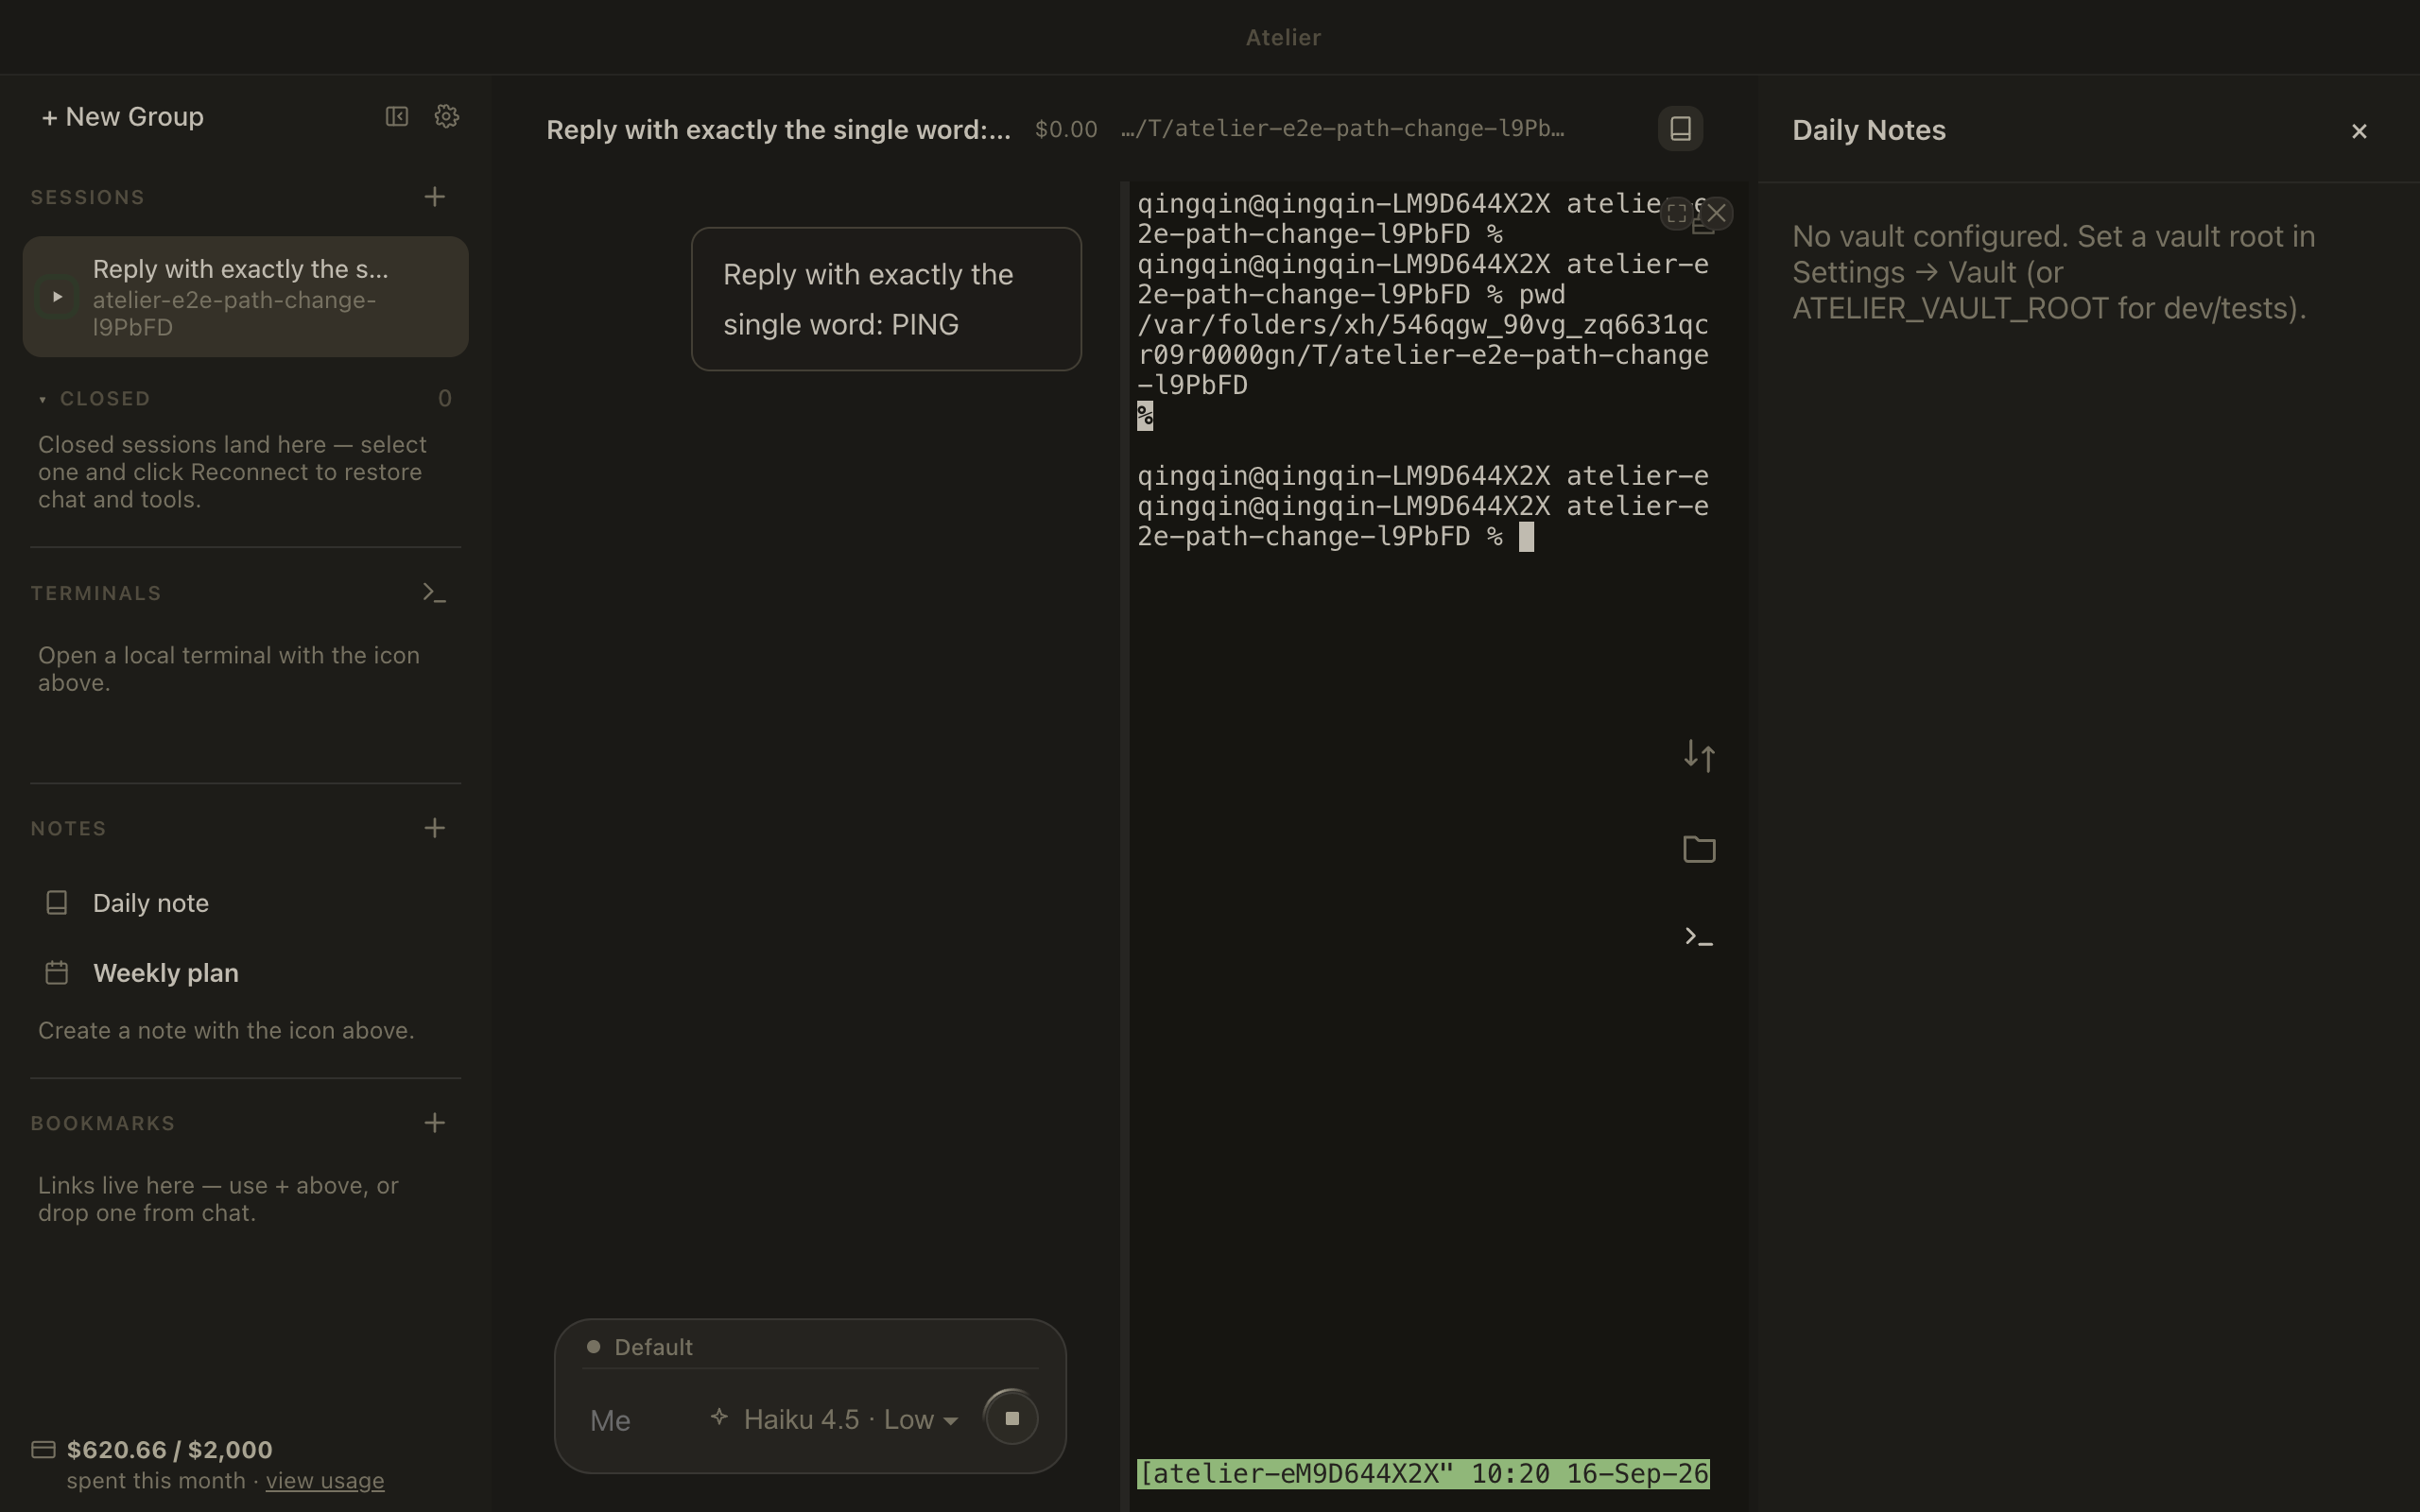 Atelier
+ New Group
SESSIONS
Reply with exactly the s...
atelier-e2e-path-change-
l9PbFD
CLOSED
0
Closed sessions land here — select
one and click Reconnect to restore
chat and tools.
TERMINALS
Open a local terminal with the icon
above.
NOTES
Daily note
Weekly plan
Create a note with the icon above.
BOOKMARKS
Links live here — use + above, or
drop one from chat.
$620.66 / $2,000
spent this month · view usage
Reply with exactly the single word:... $0.00 …/T/atelier-e2e-path-change-l9Pb…
Reply with exactly the
single word: PING
Default
Me
Haiku 4.5 · Low
qingqin@qingqin-LM9D644X2X atelier-e
2e-path-change-l9PbFD %
qingqin@qingqin-LM9D644X2X atelier-e
2e-path-change-l9PbFD % pwd
/var/folders/xh/546qgw_90vg_zq6631qc
r09r0000gn/T/atelier-e2e-path-change
-l9PbFD
%
qingqin@qingqin-LM9D644X2X atelier-e
qingqin@qingqin-LM9D644X2X atelier-e
2e-path-change-l9PbFD %
[atelier-eM9D644X2X" 10:20 16-Sep-26
Daily Notes
No vault configured. Set a vault root in
Settings → Vault (or
ATELIER_VAULT_ROOT for dev/tests).